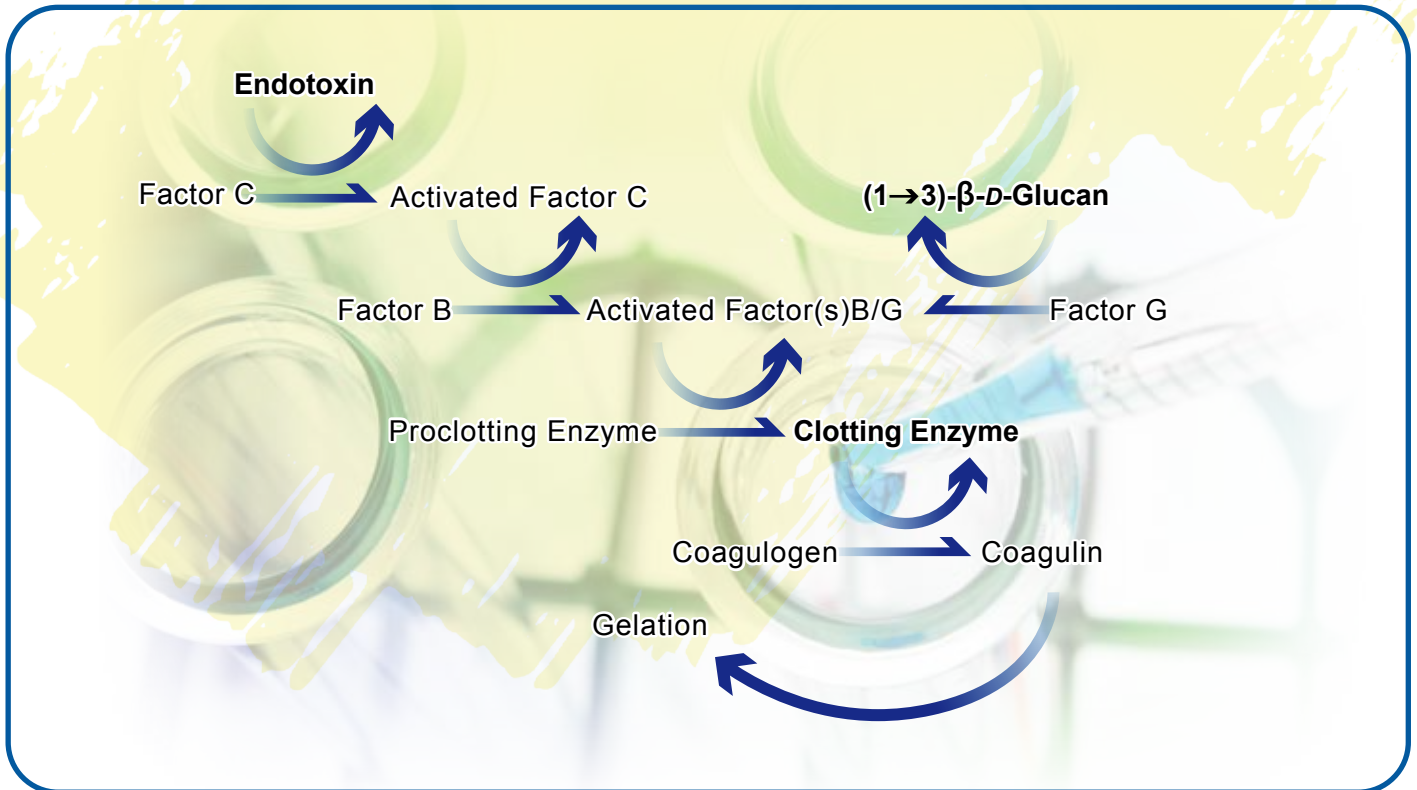 Endotoxin
Factor C
Activated Factor C
(1→3)-β-D-Glucan
Factor B
Activated Factor(s)B/G
Factor G
Proclotting Enzyme
Clotting Enzyme
Coagulogen
Coagulin
Gelation